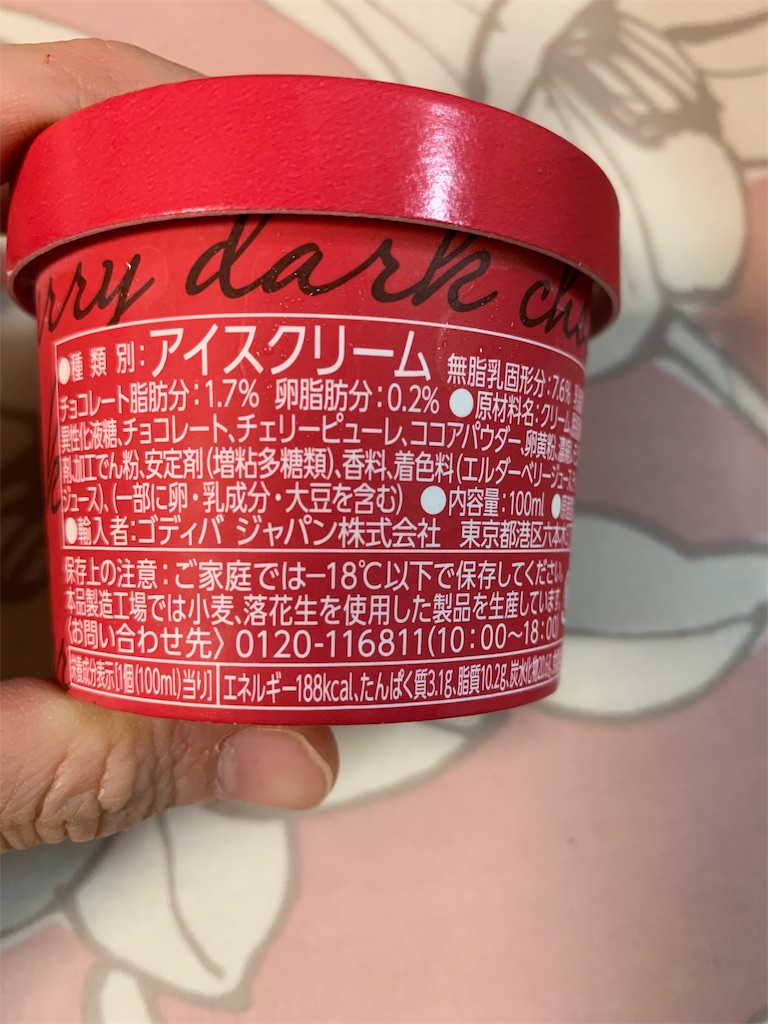 rry dark ch
●種類別：アイスクリーム 無脂乳固形分：7.6%
チョコレート脂肪分：1.7% 卵脂肪分：0.2% ●原材料名：クリーム、
異性化液糖、チョコレート、チェリーピューレ、ココアパウダー、卵黄粉、濃縮
剤、加工でん粉、安定剤（増粘多糖類）、香料、着色料（エルダーベリージュース、
ジュース）、（一部に卵・乳成分・大豆を含む） ●内容量：100ml ●
●輸入者：ゴディバ ジャパン株式会社 東京都港区六本木
保存上の注意：ご家庭では－18℃以下で保存してください
本品製造工場では小麦、落花生を使用した製品を生産しています
〈お問い合わせ先〉0120-116811(10：00～18：00)
栄養成分表示［1個(100ml)当り］ エネルギー188kcal、たんぱく質3.1g、脂質10.2g、炭水化物20.6g、